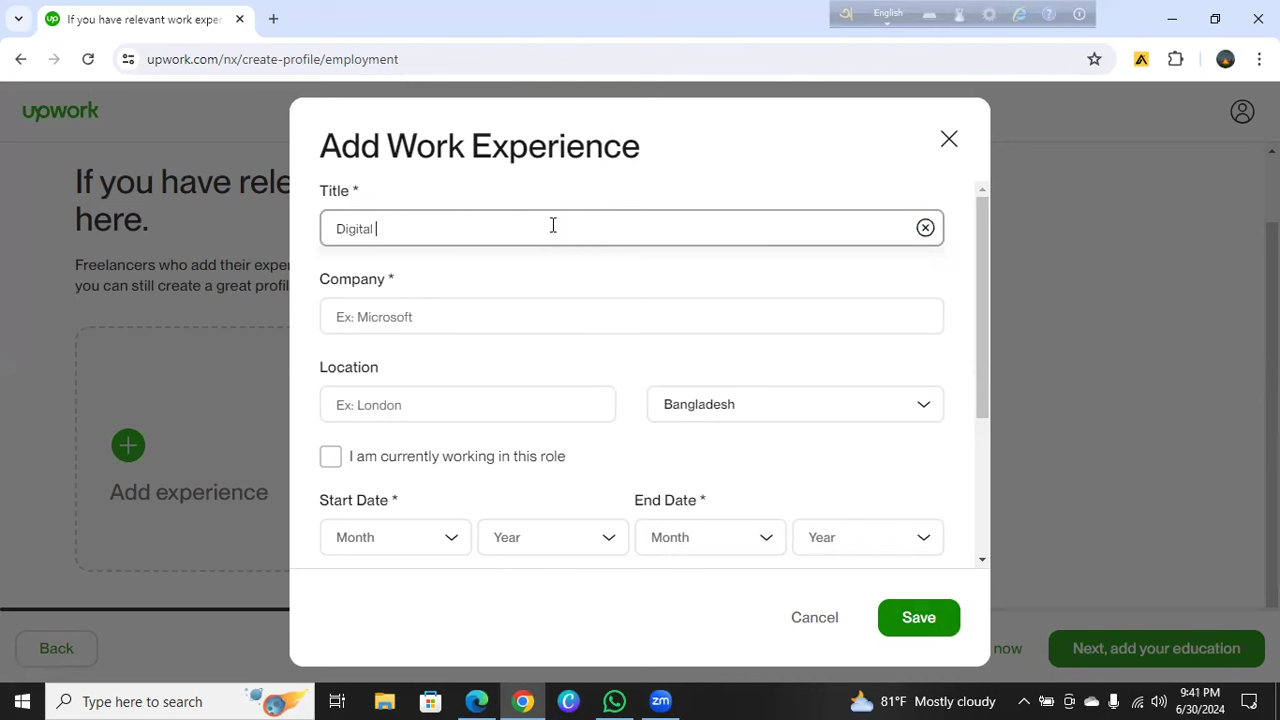 If you have relevant work exper
English
upwork.com/nx/create-profile/employment
upwork
If you have rele
here.
Freelancers who add their exper
you can still create a great profil
Add experience
Add Work Experience
Title *
Digital
Company *
Ex: Microsoft
Location
Ex: London
Bangladesh
I am currently working in this role
Start Date *
End Date *
Month
Year
Month
Year
Cancel
Save
Back
now
Next, add your education
Type here to search
81°F Mostly cloudy
9:41 PM
6/30/2024